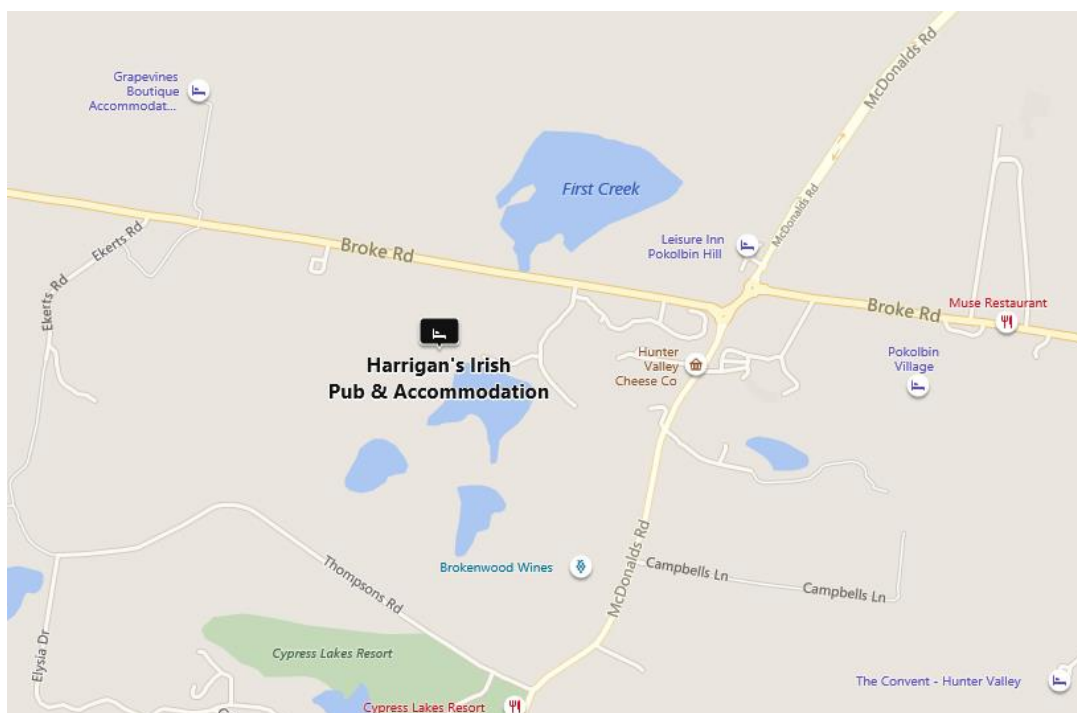 McDonalds Rd
Grapevines
Boutique
Accommodat...
First Creek
McDonalds Rd
Ekerts Rd
Broke Rd
Leisure Inn
Pokolbin Hill
Ekerts Rd
Broke Rd
Muse Restaurant
Harrigan's Irish
Pub & Accommodation
Hunter
Valley
Cheese Co
Pokolbin
Village
Thompsons Rd
Brokenwood Wines
McDonalds Rd
Campbells Ln
Campbells Ln
Elysia Dr
Cypress Lakes Resort
The Convent - Hunter Valley
Cypress Lakes Resort